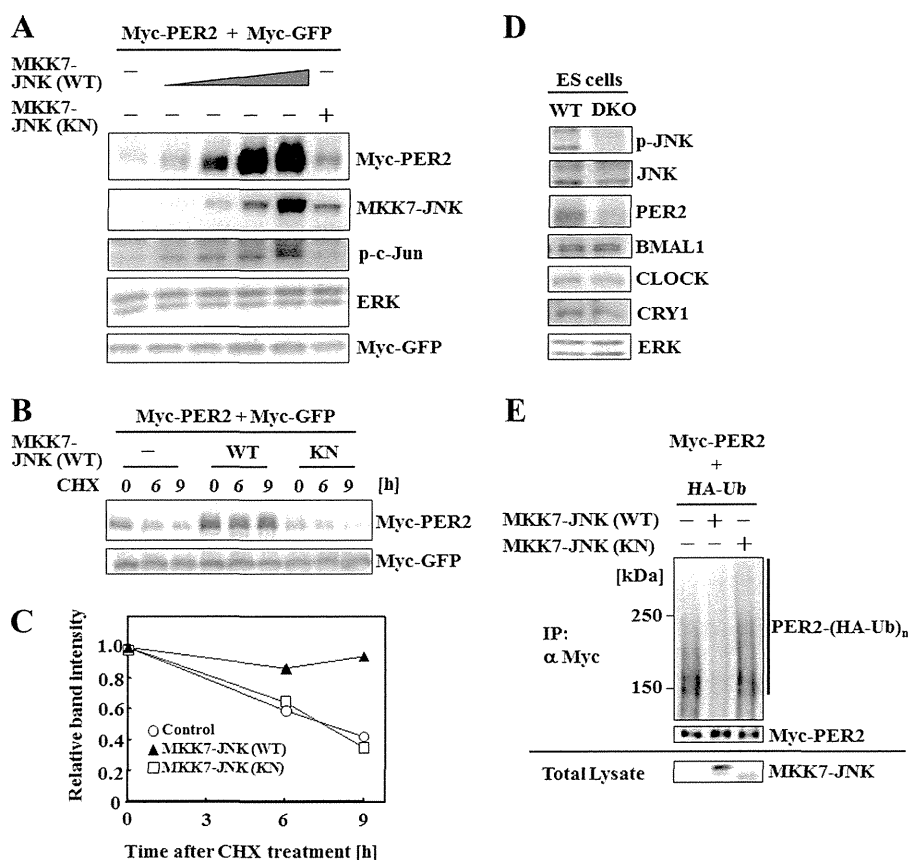 A
Myc-PER2 + Myc-GFP
MKK7-
JNK (WT)
– –
MKK7-
JNK (KN)
– – – – – +
Myc-PER2
MKK7-JNK
p-c-Jun
ERK
Myc-GFP
B
Myc-PER2 + Myc-GFP
MKK7-
JNK (WT)
– WT KN
CHX 0 6 9 0 6 9 0 6 9 [h]
Myc-PER2
Myc-GFP
C
Relative band intensity
1.0
0.8
0.6
0.4
0.2
0
Control
MKK7-JNK (WT)
MKK7-JNK (KN)
0 3 6 9
Time after CHX treatment [h]
D
ES cells
WT DKO
p-JNK
JNK
PER2
BMAL1
CLOCK
CRY1
ERK
E
Myc-PER2
+
HA-Ub
MKK7-JNK (WT) – + –
MKK7-JNK (KN) – – +
[kDa]
250
150
IP:
α Myc
PER2-(HA-Ub)n
Myc-PER2
Total Lysate
MKK7-JNK